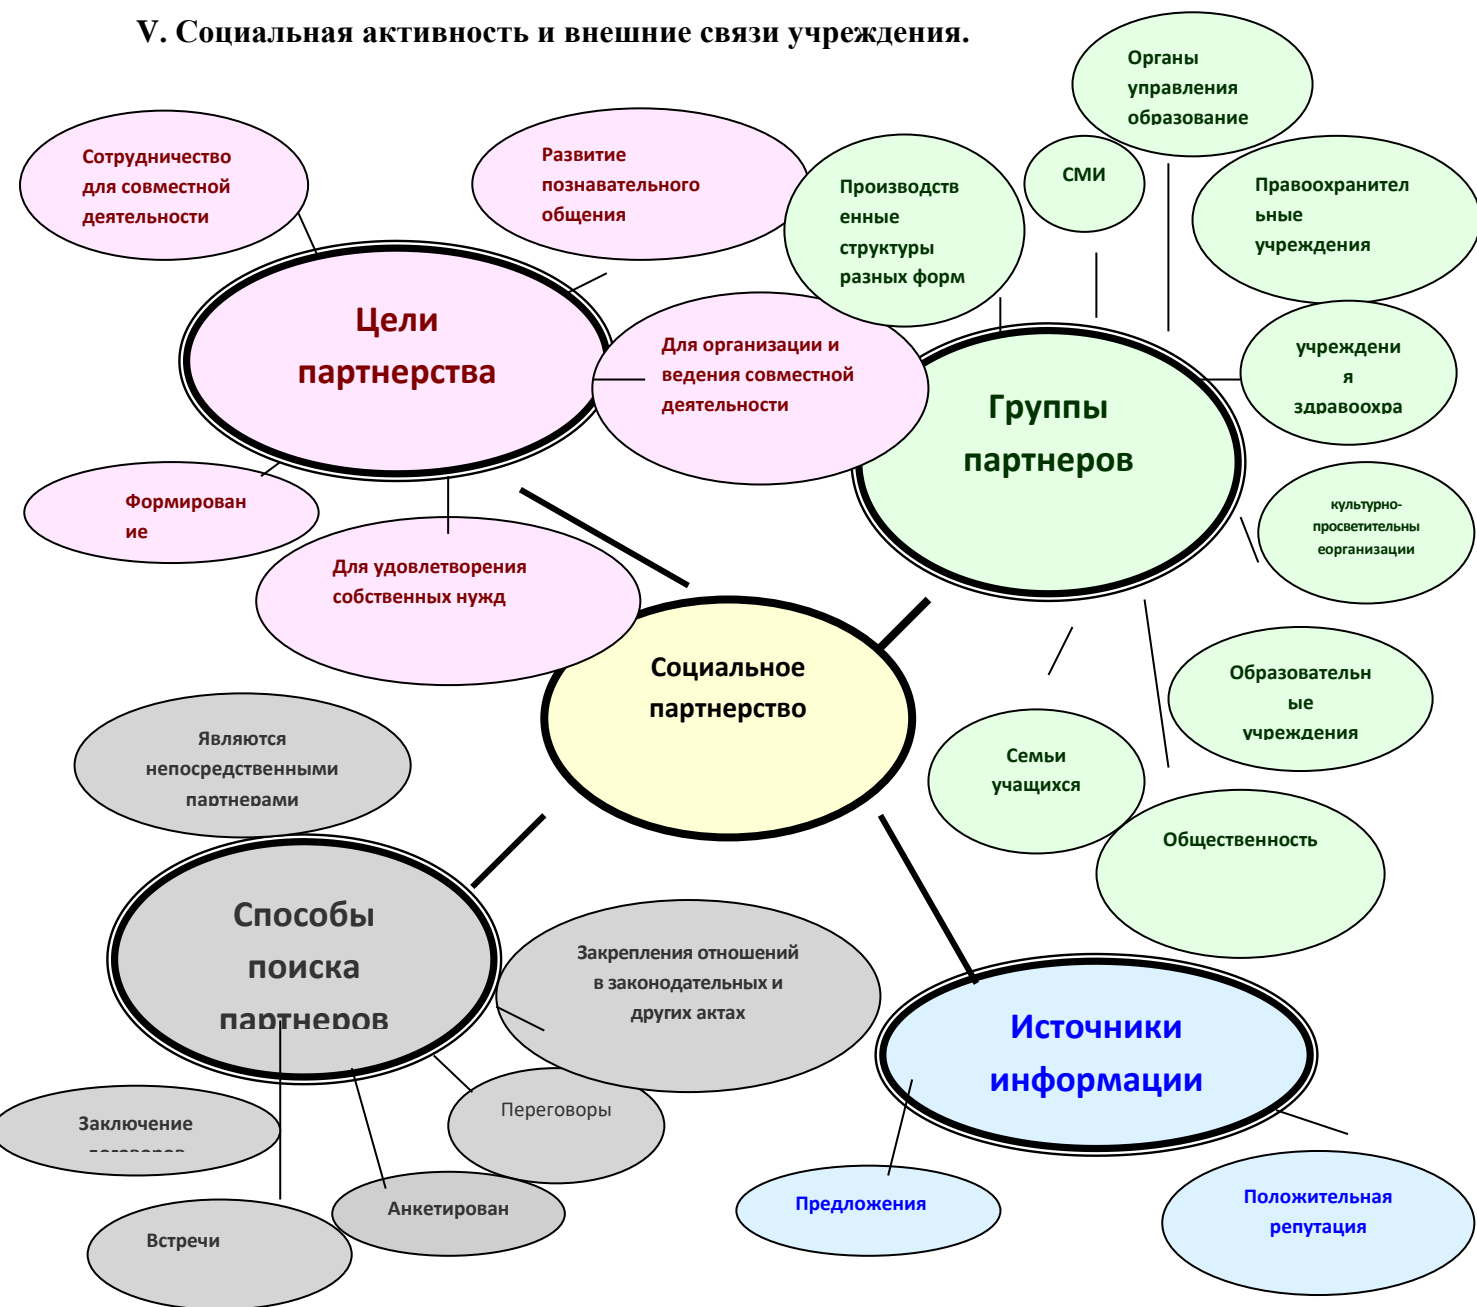 V. Социальная активность и внешние связи учреждения.
Органы
управления
образование
Сотрудничество
для совместной
деятельности
Развитие
познавательного
общения
Производств
енные
структуры
разных форм
СМИ
Правоохранител
ьные
учреждения
Цели
партнерства
Для организации и
ведения совместной
деятельности
учреждени
я
здравоохра
Группы
партнеров
Формирован
ие
культурно-
просветительны
еорганизации
Для удовлетворения
собственных нужд
Социальное
партнерство
Образовательн
ые
учреждения
Являются
непосредственными
партнерами
Семьи
учащихся
Общественность
Способы
поиска
партнеров
Закрепления отношений
в законодательных и
других актах
Источники
информации
Переговоры
Заключение
договоров
Анкетирован
Встречи
Предложения
Положительная
репутация